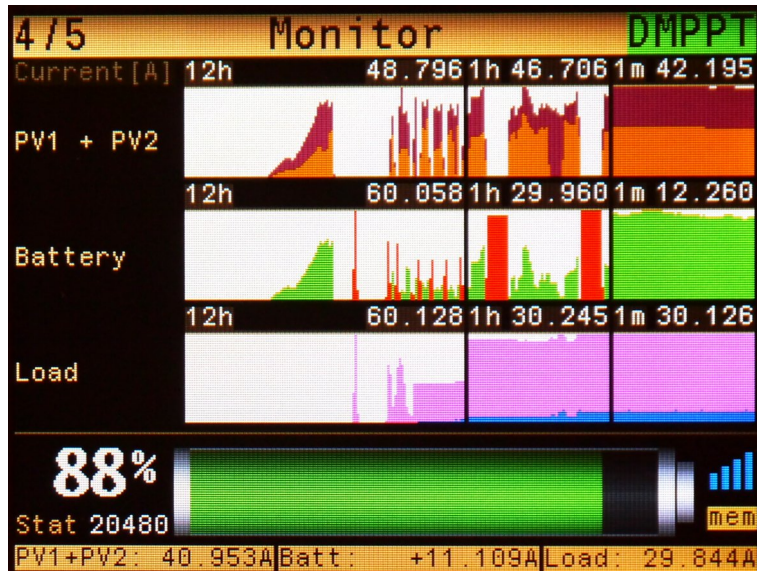 4/5 Monitor DMPPT
Current[A] 12h 48.796 1h 46.706 1m 42.195
PV1 + PV2
12h 60.058 1h 29.960 1m 12.260
Battery
12h 60.128 1h 30.245 1m 30.126
Load
88%
Stat 20480 mem
PV1+PV2: 40.953A Batt: +11.109A Load: 29.844A